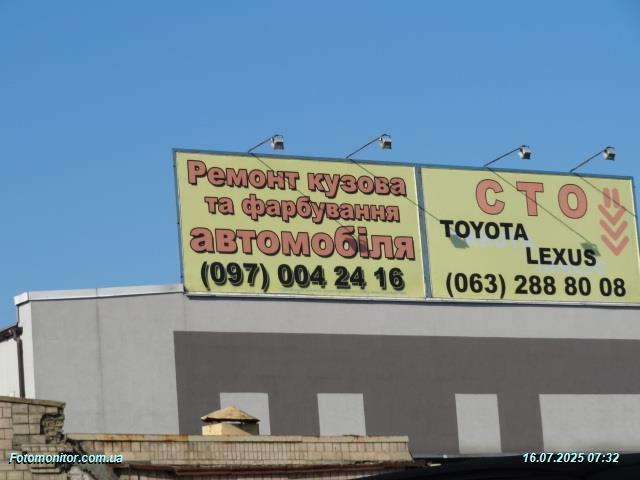 Ремонт кузова
та фарбування
автомобіля
(097) 004 24 16
СТО
TOYOTA
LEXUS
(063) 288 80 08
Fotomonitor.com.ua
16.07.2025 07:32